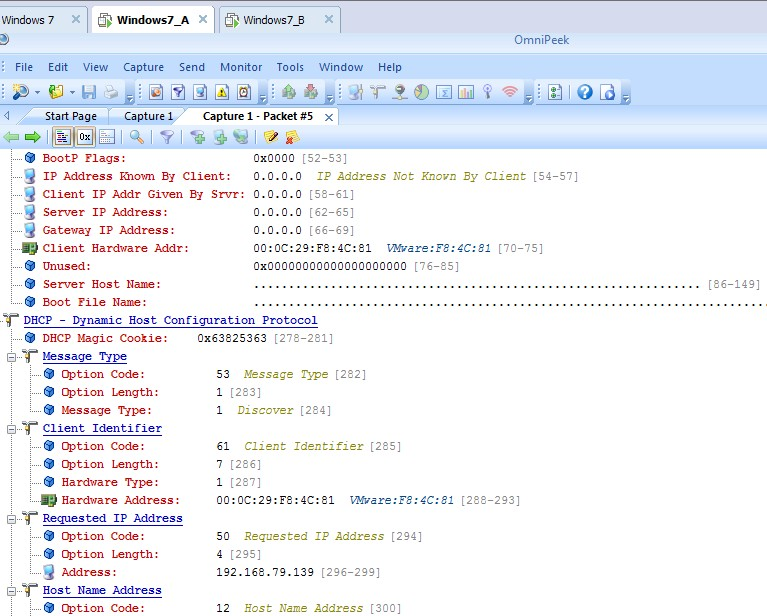 Windows 7
Windows7_A
Windows7_B
OmniPeek
File Edit View Capture Send Monitor Tools Window Help
Start Page Capture 1 Capture 1 - Packet #5
0x
BootP Flags: 0x0000 [52-53]
IP Address Known By Client: 0.0.0.0 IP Address Not Known By Client [54-57]
Client IP Addr Given By Srvr: 0.0.0.0 [58-61]
Server IP Address: 0.0.0.0 [62-65]
Gateway IP Address: 0.0.0.0 [66-69]
Client Hardware Addr: 00:0C:29:F8:4C:81 VMware:F8:4C:81 [70-75]
Unused: 0x00000000000000000000 [76-85]
Server Host Name: ................................................................ [86-149]
Boot File Name: ................................................................
DHCP - Dynamic Host Configuration Protocol
DHCP Magic Cookie: 0x63825363 [278-281]
Message Type
Option Code: 53 Message Type [282]
Option Length: 1 [283]
Message Type: 1 Discover [284]
Client Identifier
Option Code: 61 Client Identifier [285]
Option Length: 7 [286]
Hardware Type: 1 [287]
Hardware Address: 00:0C:29:F8:4C:81 VMware:F8:4C:81 [288-293]
Requested IP Address
Option Code: 50 Requested IP Address [294]
Option Length: 4 [295]
Address: 192.168.79.139 [296-299]
Host Name Address
Option Code: 12 Host Name Address [300]